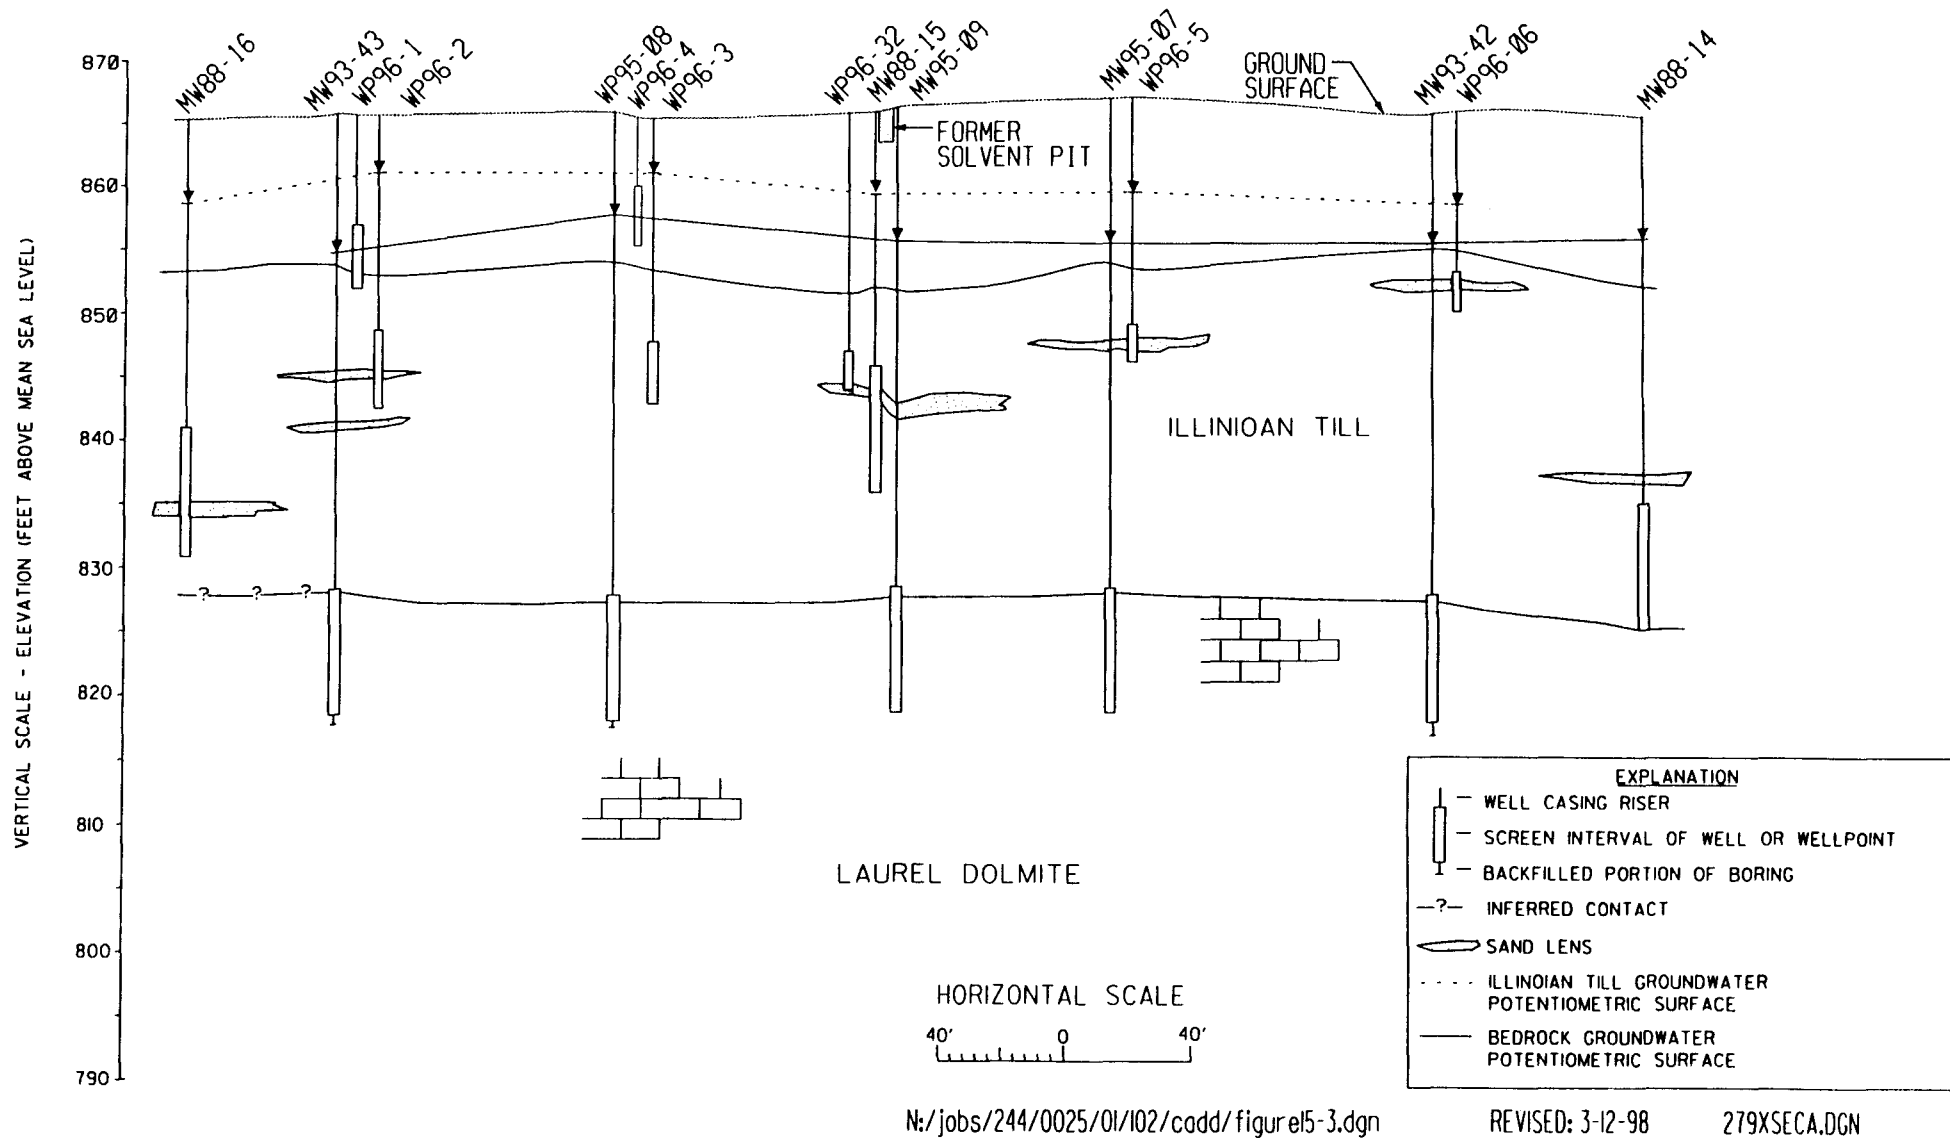 MW88-16
MW93-43
WP96-1
WP96-2
WP95-08
WP96-4
WP96-3
WP96-32
MW88-15
MW95-09
MW95-07
WP96-5
MW93-42
WP96-06
MW88-14
GROUND
SURFACE
FORMER
SOLVENT PIT
VERTICAL SCALE - ELEVATION (FEET ABOVE MEAN SEA LEVEL)
870
860
850
840
830
820
810
800
790
ILLINIOAN TILL
? ? ?
LAUREL DOLMITE
HORIZONTAL SCALE
40' 0 40'
EXPLANATION
WELL CASING RISER
SCREEN INTERVAL OF WELL OR WELLPOINT
BACKFILLED PORTION OF BORING
—?— INFERRED CONTACT
SAND LENS
ILLINOIAN TILL GROUNDWATER
POTENTIOMETRIC SURFACE
BEDROCK GROUNDWATER
POTENTIOMETRIC SURFACE
N:/jobs/244/0025/01/102/cadd/figure15-3.dgn REVISED: 3-12-98 279XSECA.DGN